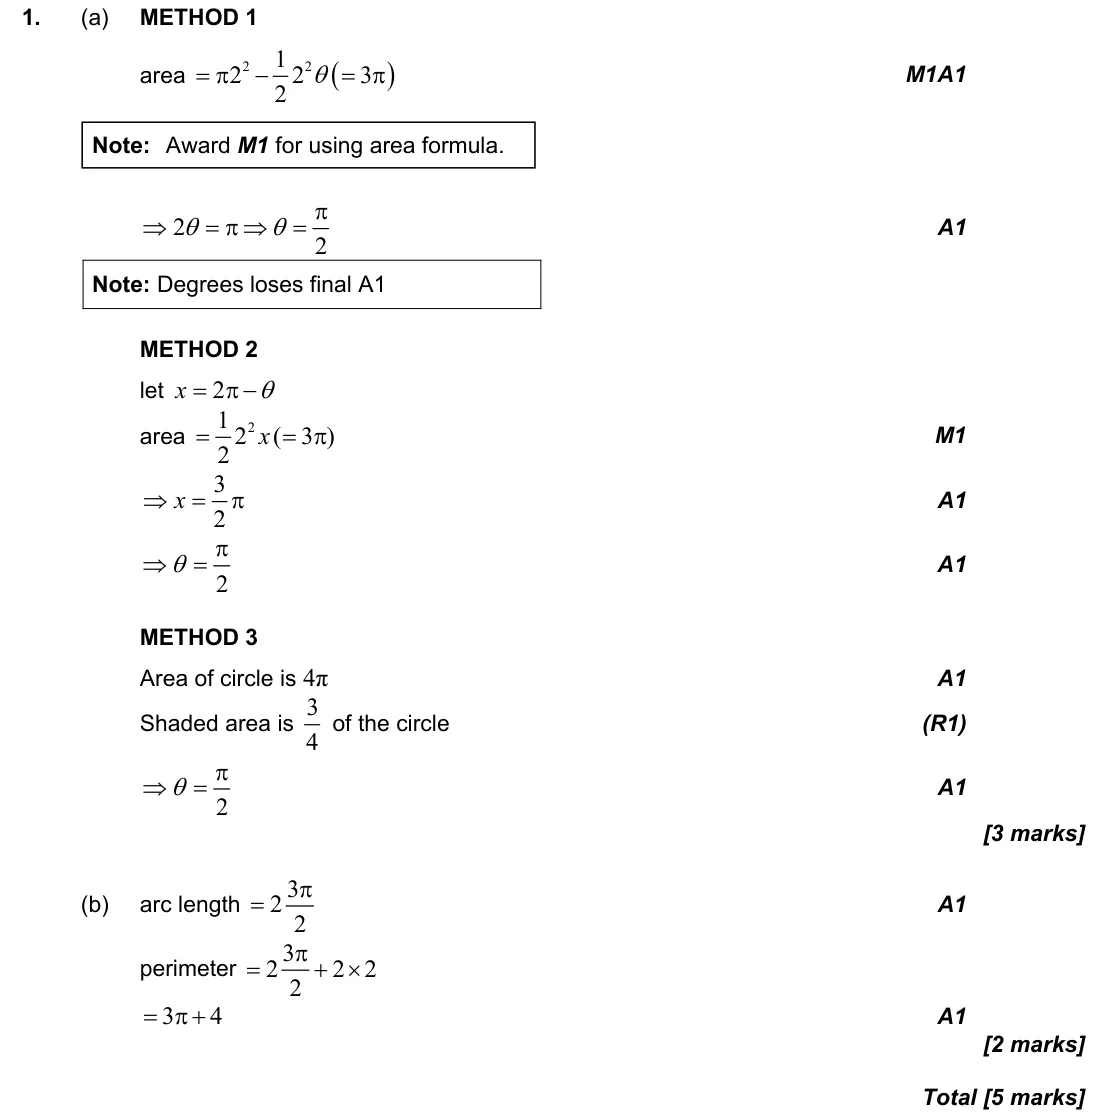 1. (a) METHOD 1
area = π2² − 1/2 2²θ(= 3π) M1A1
Note: Award M1 for using area formula.
⇒ 2θ = π ⇒ θ = π/2 A1
Note: Degrees loses final A1
METHOD 2
let x = 2π − θ
area = 1/2 2² x (= 3π) M1
⇒ x = 3/2 π A1
⇒ θ = π/2 A1
METHOD 3
Area of circle is 4π A1
Shaded area is 3/4 of the circle (R1)
⇒ θ = π/2 A1
[3 marks]
(b) arc length = 2 3π/2 A1
perimeter = 2 3π/2 + 2 × 2
= 3π + 4 A1
[2 marks]
Total [5 marks]